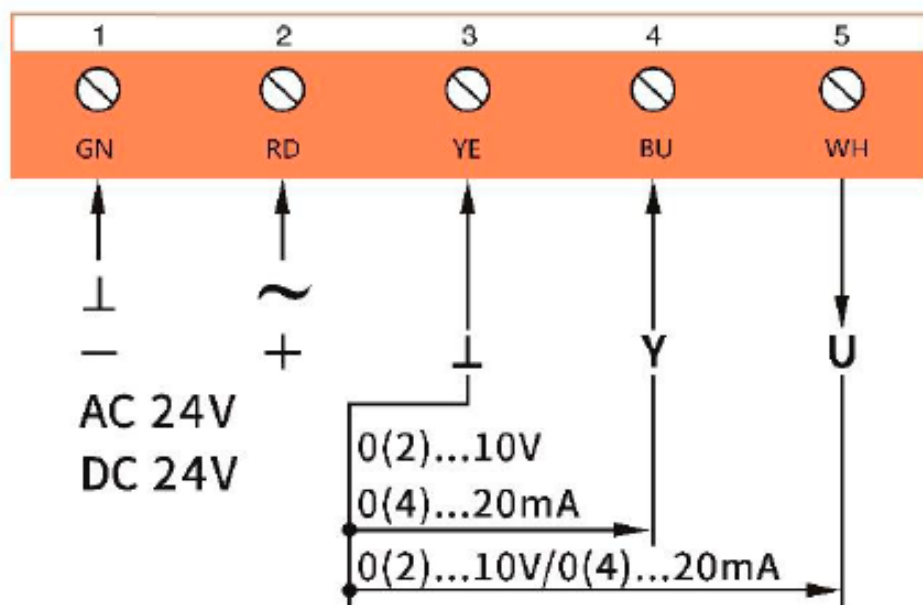 1 2 3 4 5
GN RD YE BU WH
⊥ ~
— + ⊥ Y U
AC 24V
DC 24V
0(2)...10V
0(4)...20mA
0(2)...10V/0(4)...20mA